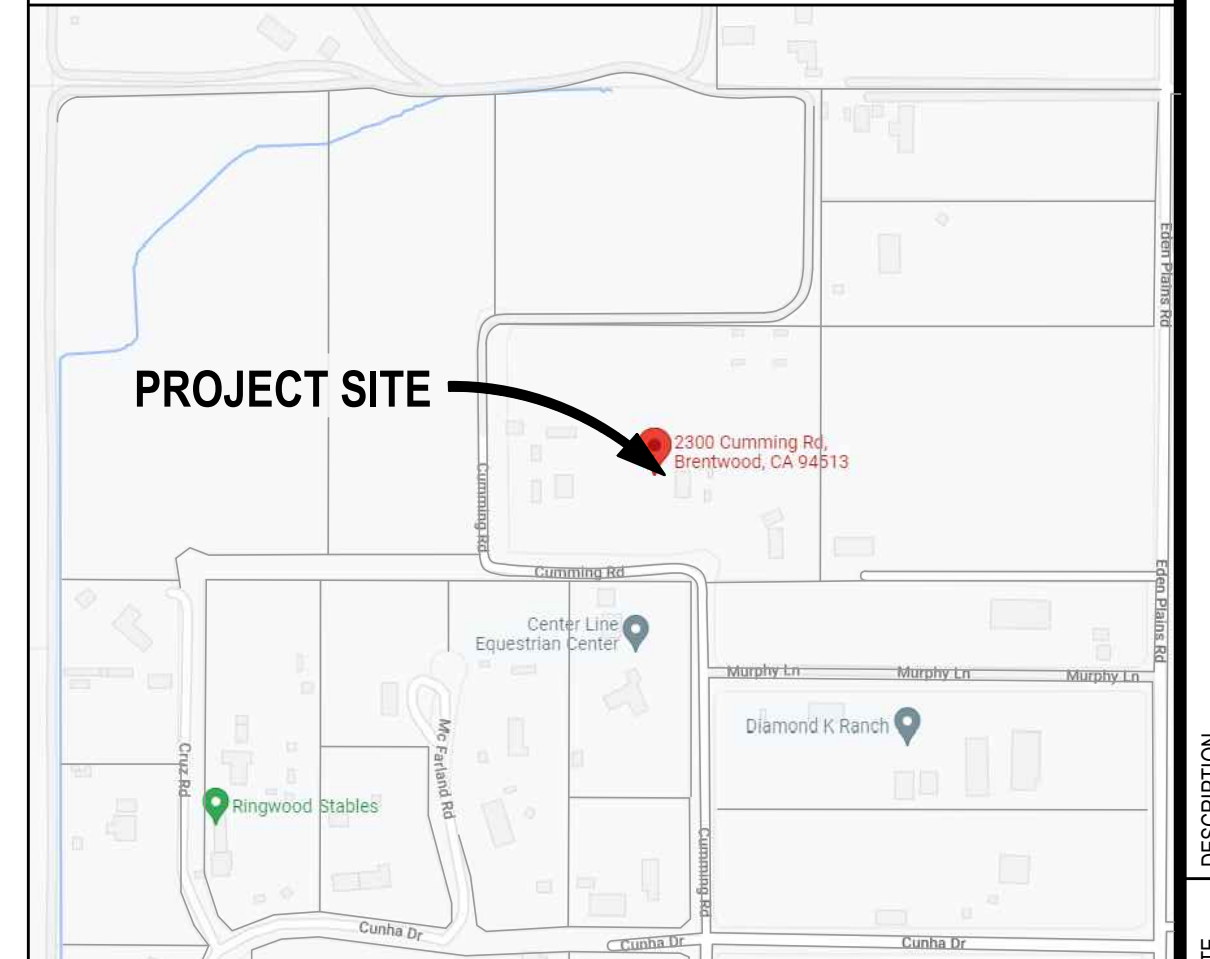 Eden Plains Rd
PROJECT SITE
2300 Cumming Rd,
Brentwood, CA 94513
Cumming Rd
Cumming Rd
Eden Plains Rd
Center Line
Equestrian Center
Murphy Ln
Murphy Ln
Murphy Ln
Diamond K Ranch
Mc Farland Rd
Cruz Rd
Ringwood Stables
Cumming Rd
Cunha Dr
Cunha Dr
Cunha Dr
DESCRIPTION